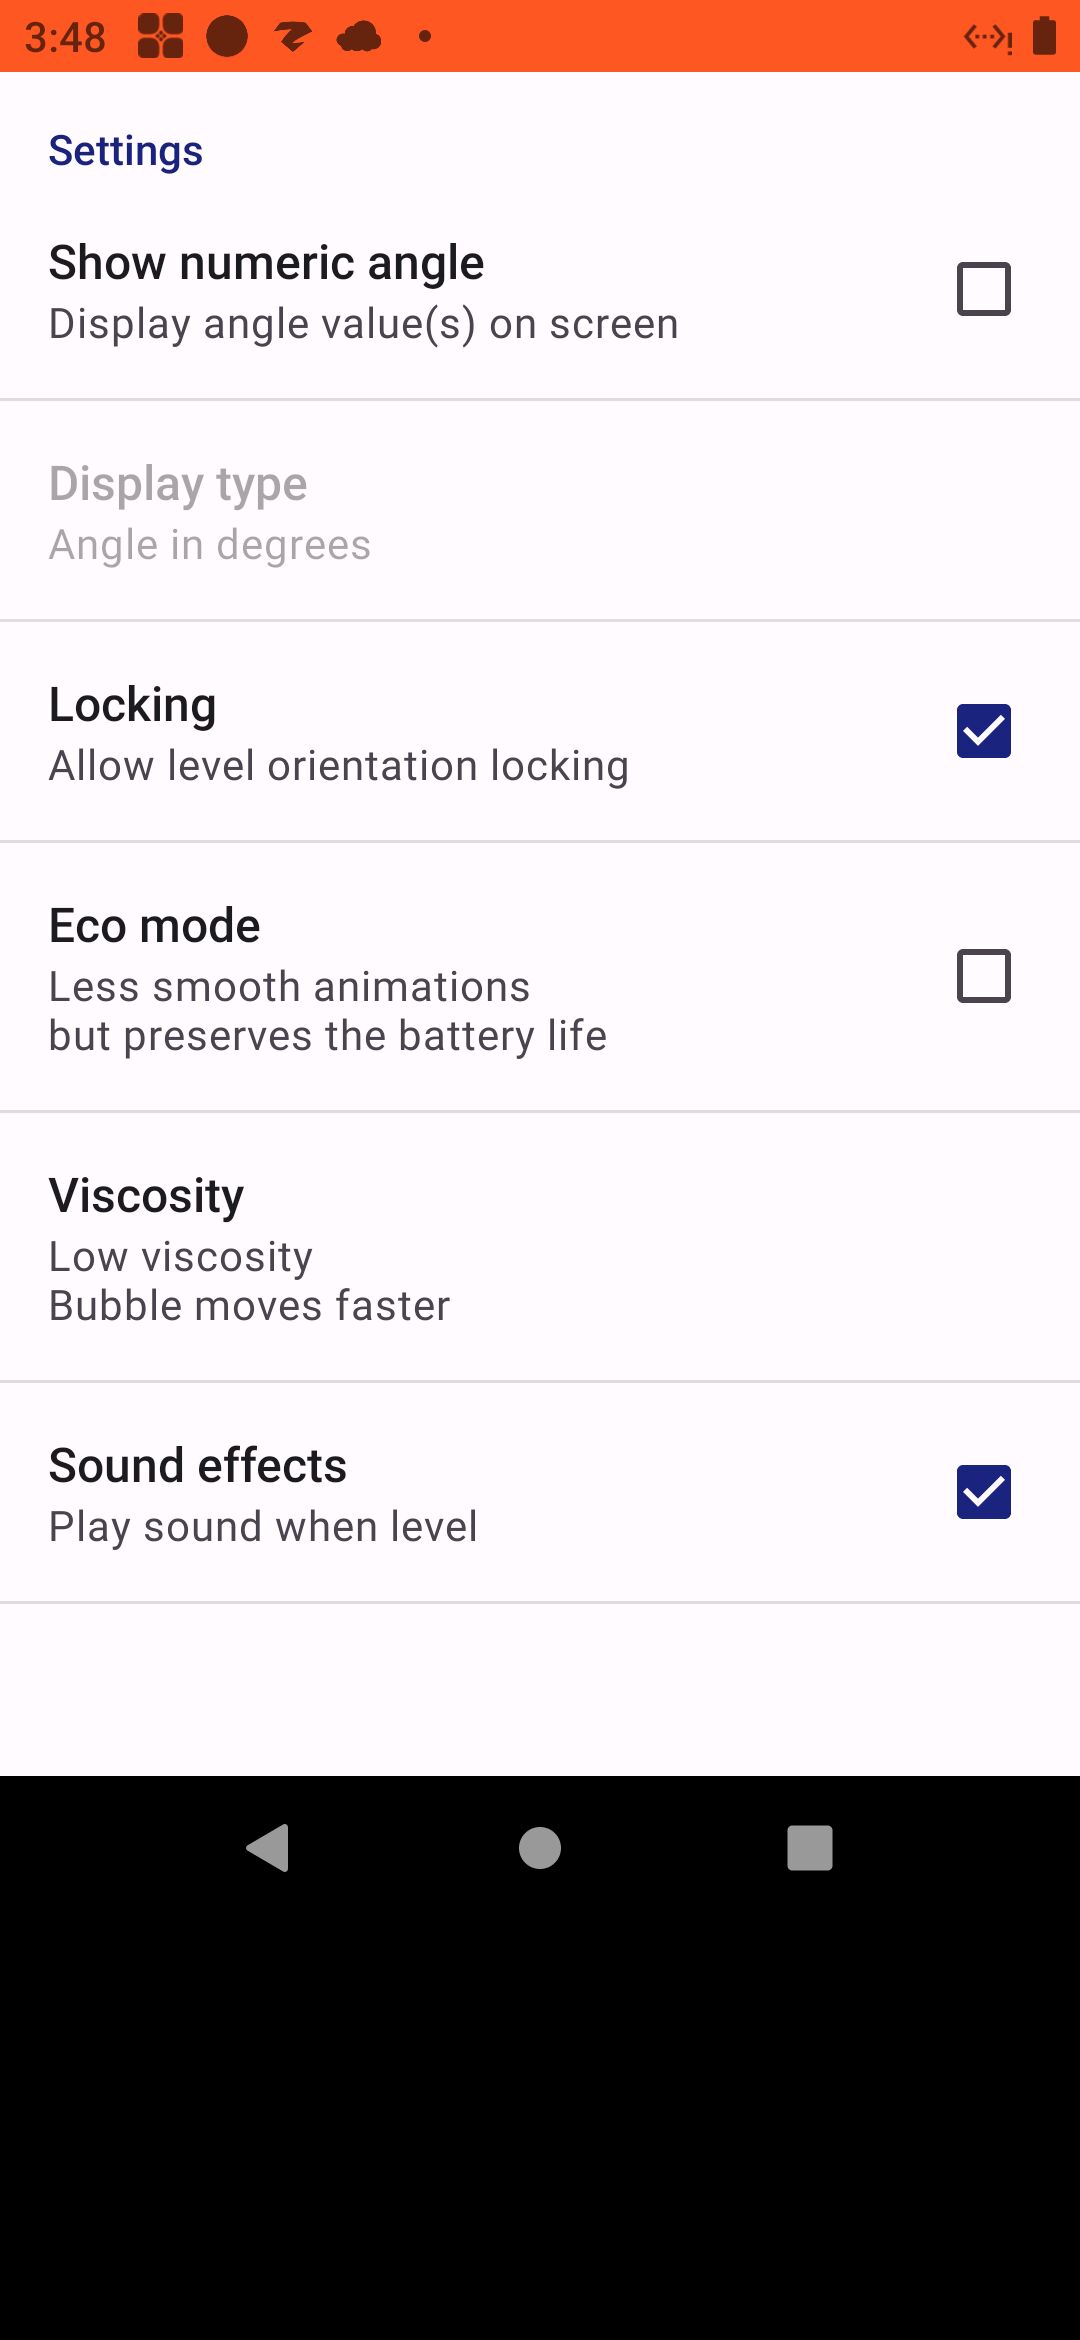 3:48
Settings
Show numeric angle
Display angle value(s) on screen
Display type
Angle in degrees
Locking
Allow level orientation locking
Eco mode
Less smooth animations
but preserves the battery life
Viscosity
Low viscosity
Bubble moves faster
Sound effects
Play sound when level